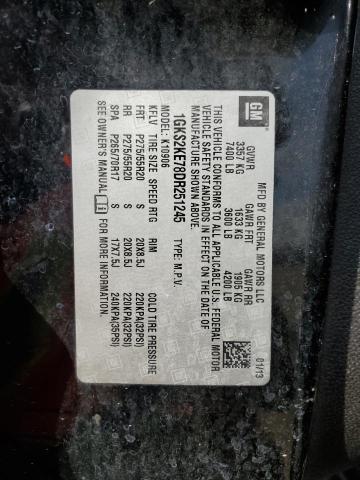 GM
MFD BY GENERAL MOTORS LLC
01/13
GVWR GAWR FRT GAWR RR
3357 KG 1633 KG 1905 KG
7400 LB 3600 LB 4200 LB
THIS VEHICLE CONFORMS TO ALL APPLICABLE U.S. FEDERAL MOTOR
VEHICLE SAFETY STANDARDS IN EFFECT ON THE DATE OF
MANUFACTURE SHOWN ABOVE.
1GKS2KE78DR251245 TYPE: M.P.V.
MODEL: K10906
KFLV TIRE SIZE SPEED RTG RIM COLD TIRE PRESSURE
FRT P275/55R20 S 20X8.5J 220KPA(32PSI)
RR P275/55R20 S 20X8.5J 220KPA(32PSI)
SPA P265/70R17 S 17X7.5J 240KPA(35PSI)
SEE OWNER'S MANUAL FOR MORE INFORMATION.